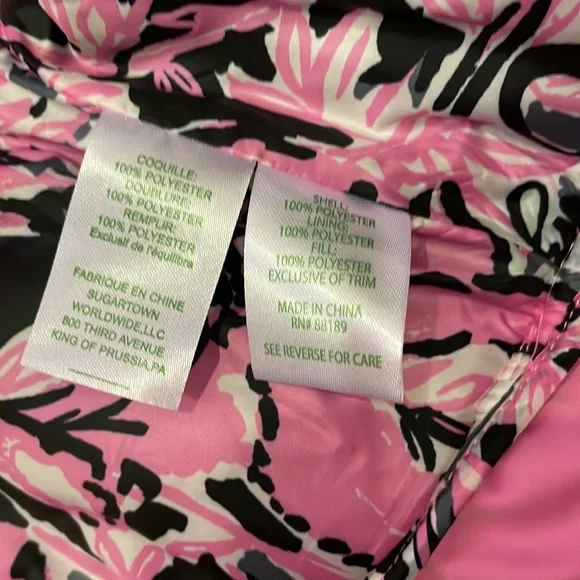 COQUILLE:
100% POLYESTER
DOUBLURE:
100% POLYESTER
REMPUR:
100% POLYESTER
Exclusif de réquilibra
FABRIQUE EN CHINE
SUGARTOWN
WORLDWIDE,LLC
800 THIRD AVENUE
KING OF PRUSSIA,PA
SHELL:
100% POLYESTER
LINING:
100% POLYESTER
FILL:
100% POLYESTER
EXCLUSIVE OF TRIM
MADE IN CHINA
RN# 88189
SEE REVERSE FOR CARE